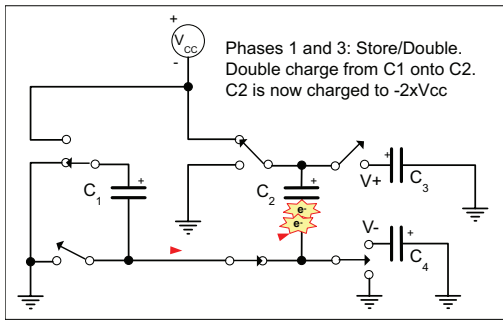 +
VCC
-
Phases 1 and 3: Store/Double.
Double charge from C1 onto C2.
C2 is now charged to -2xVcc
+
C1
+
C2
e-
e-
V+
+
C3
V-
+
C4